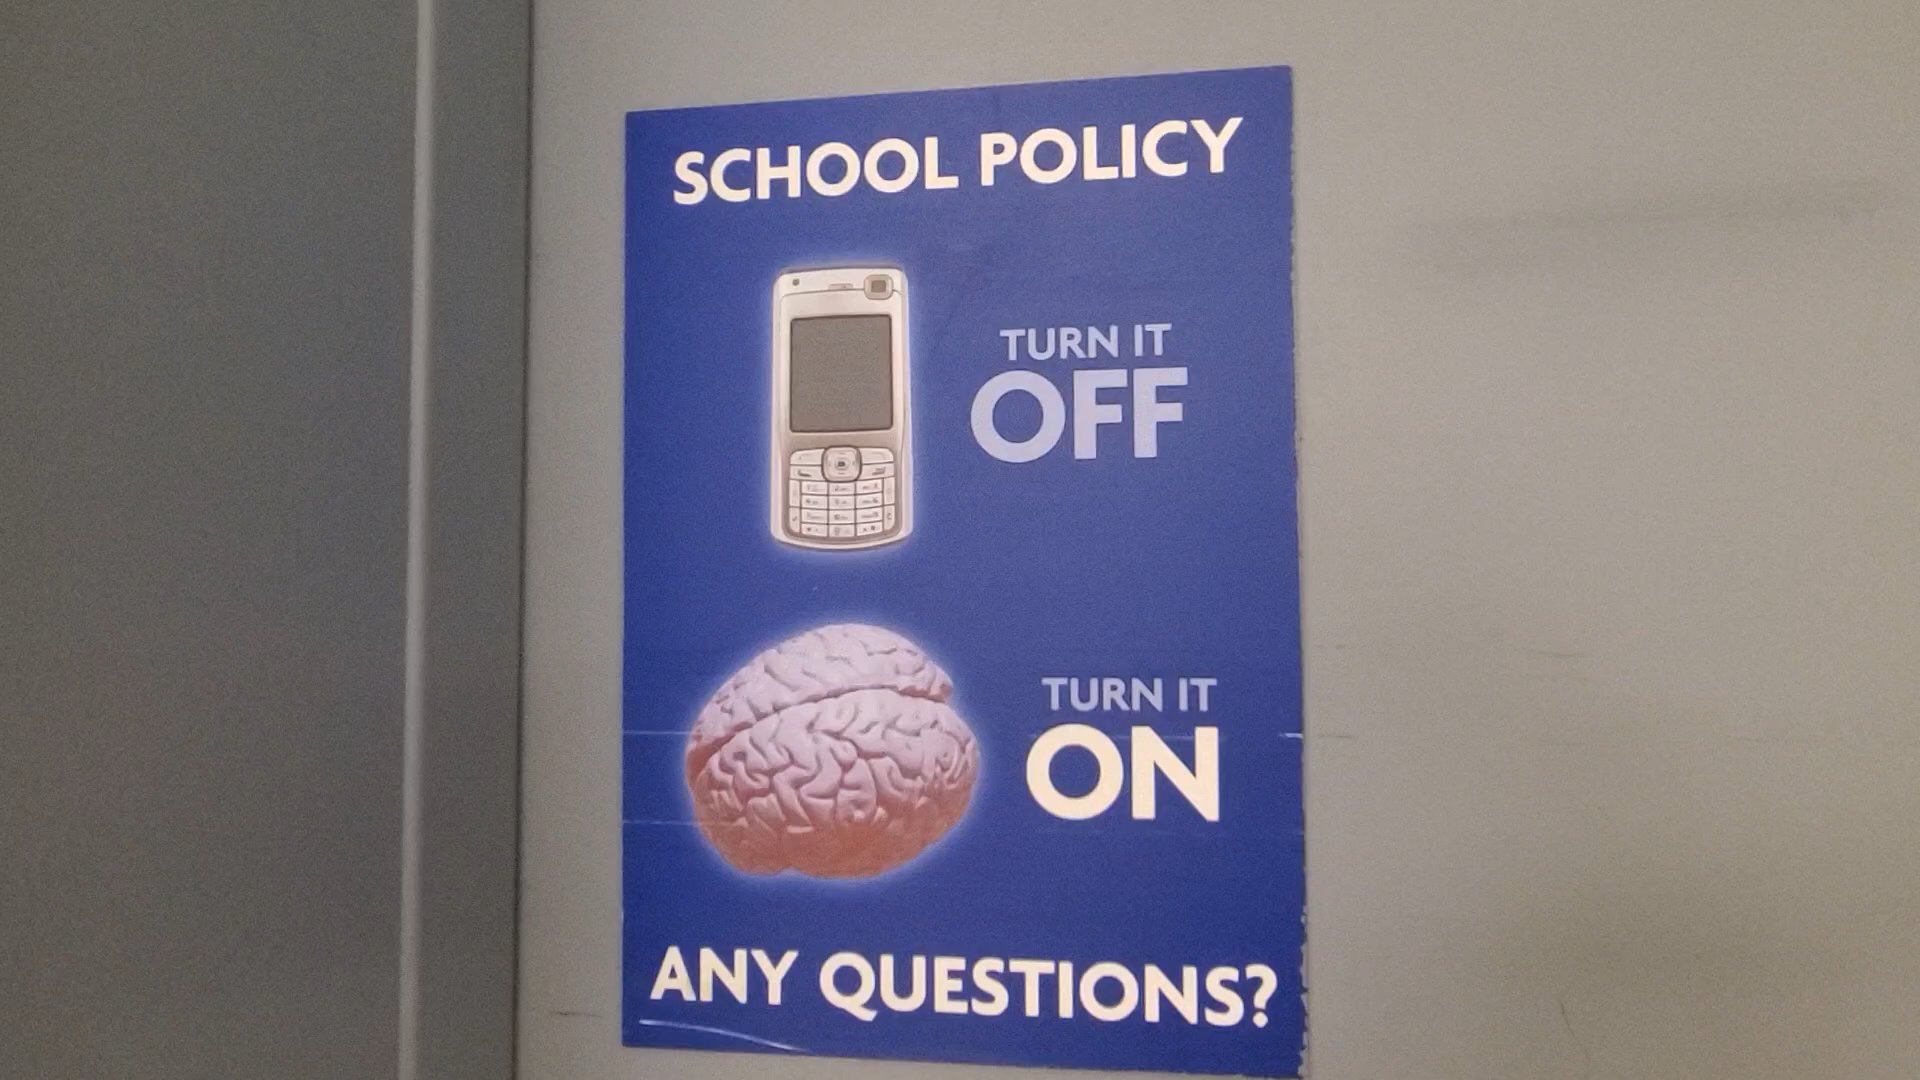 SCHOOL POLICY
TURN IT
OFF
TURN IT
ON
ANY QUESTIONS?